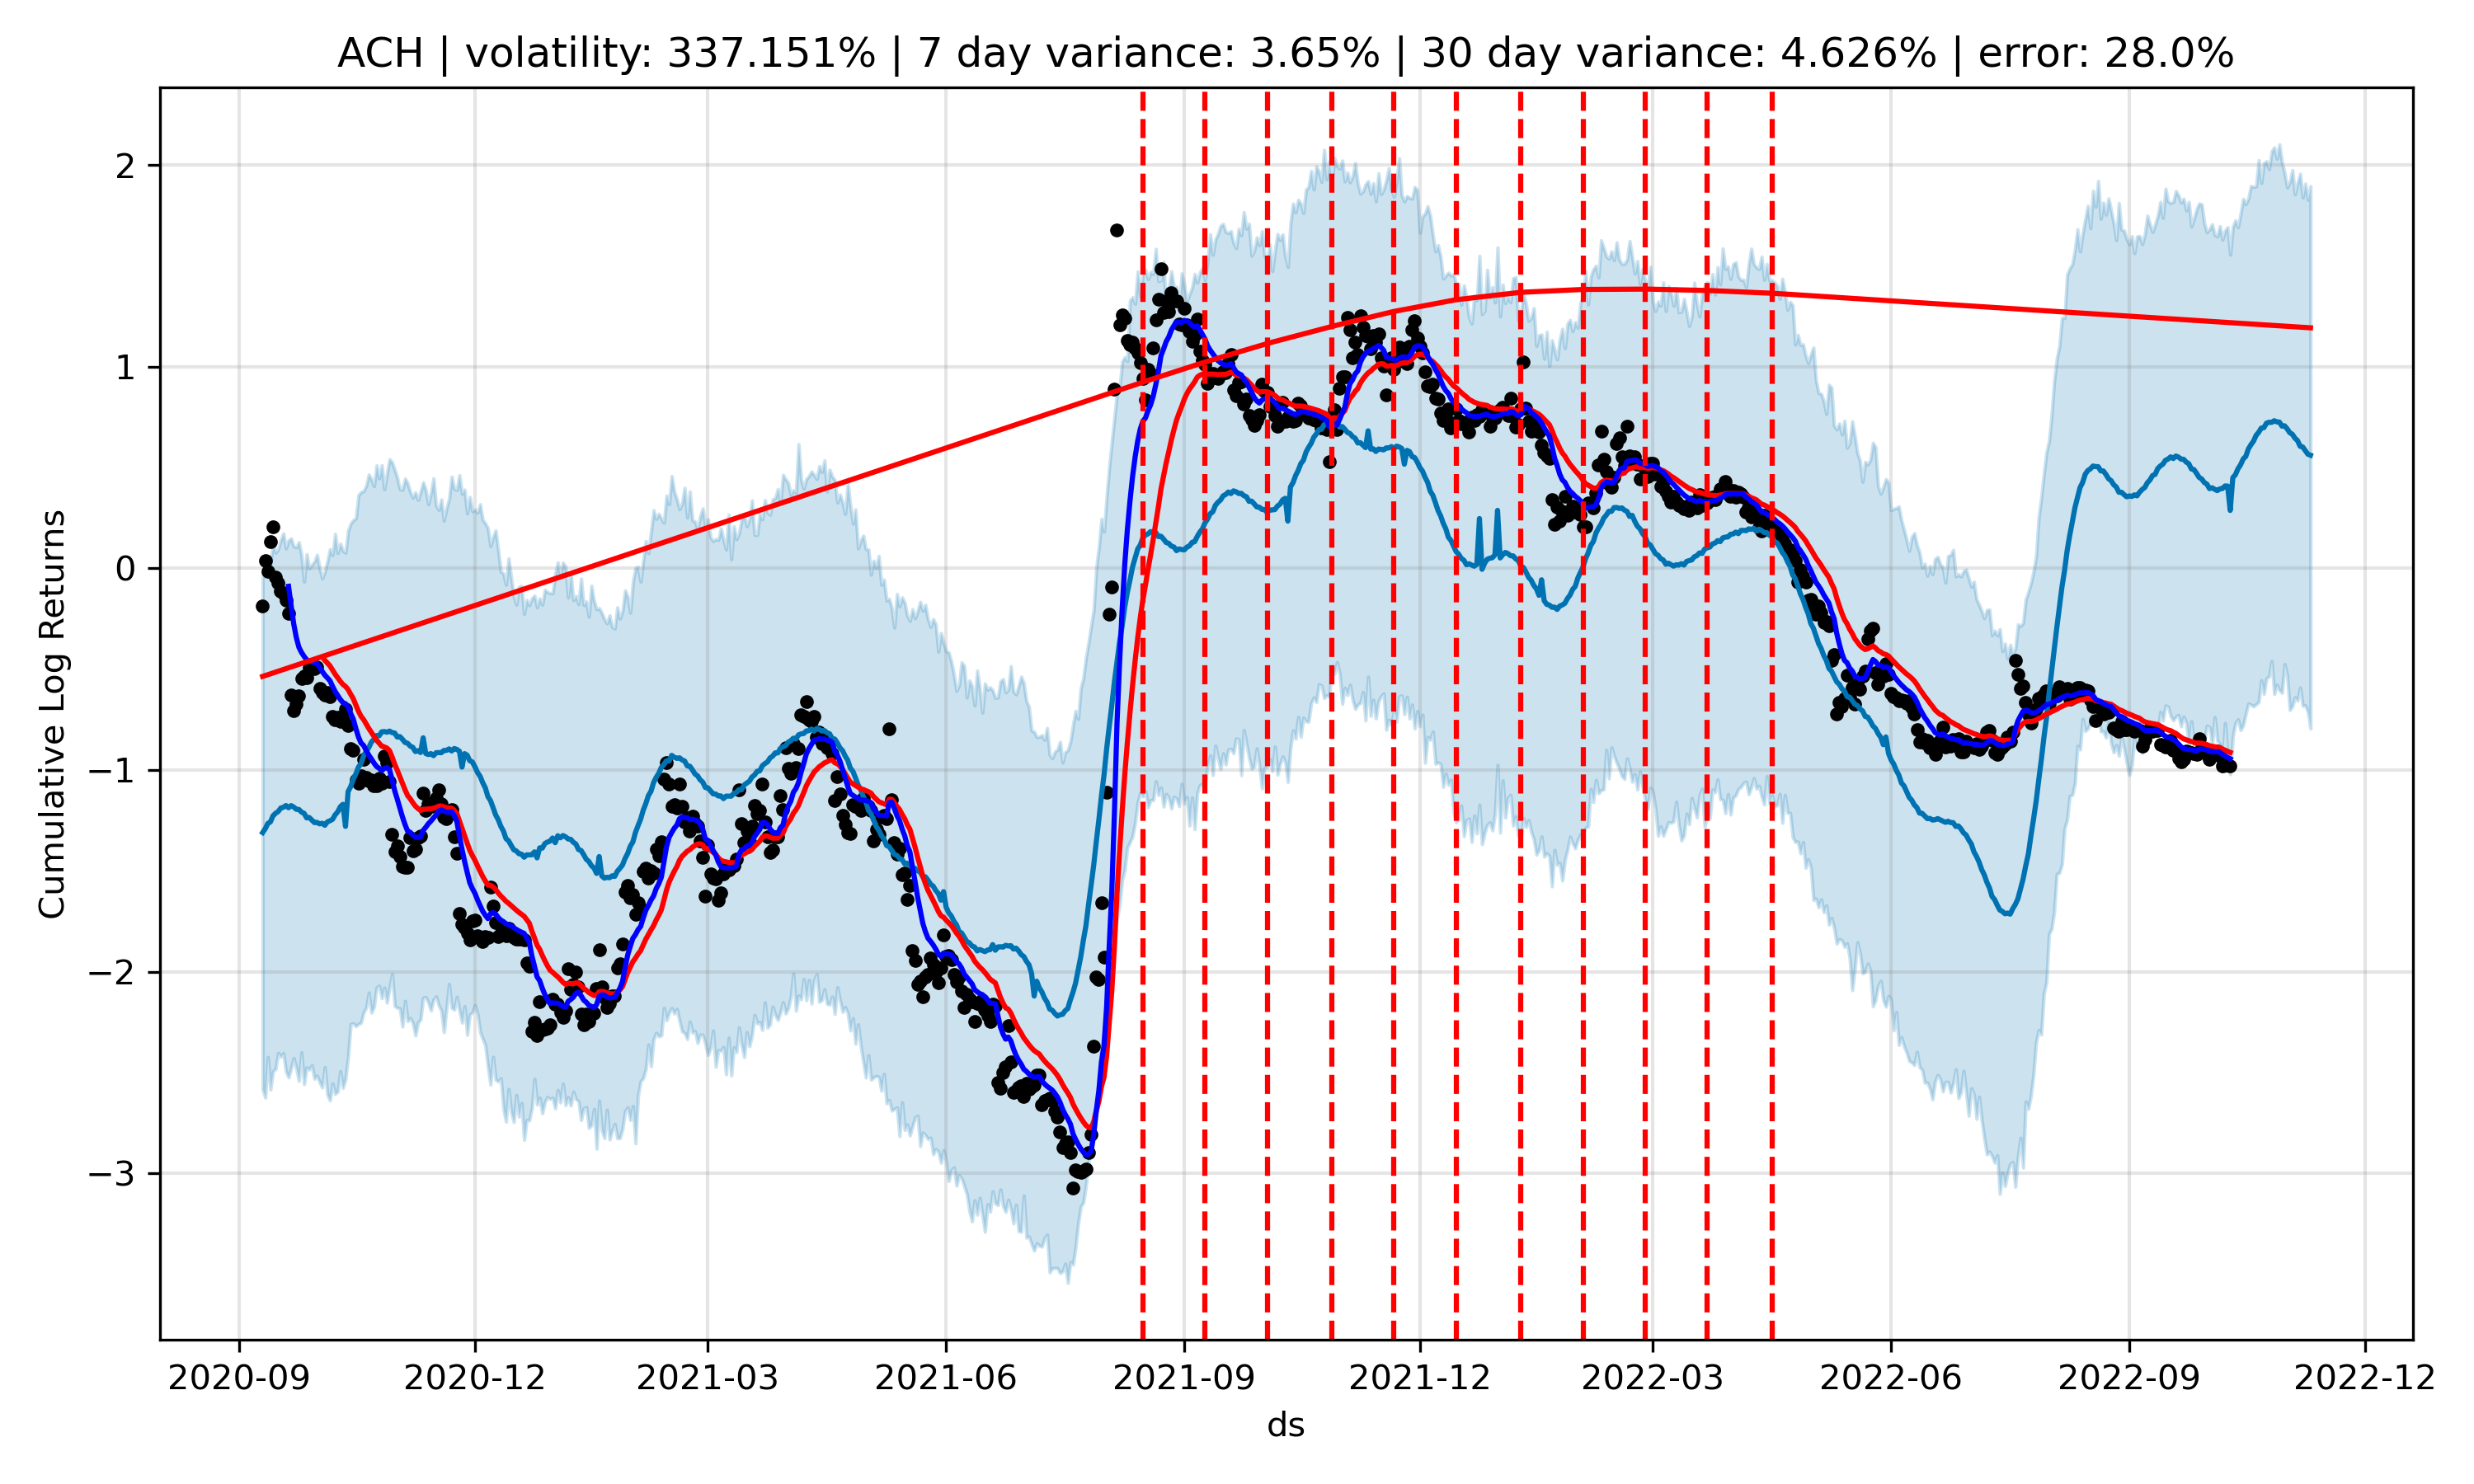 ACH | volatility: 337.151% | 7 day variance: 3.65% | 30 day variance: 4.626% | error: 28.0%
Cumulative Log Returns
2
1
0
−1
−2
−3
2020-09 2020-12 2021-03 2021-06 2021-09 2021-12 2022-03 2022-06 2022-09 2022-12
ds